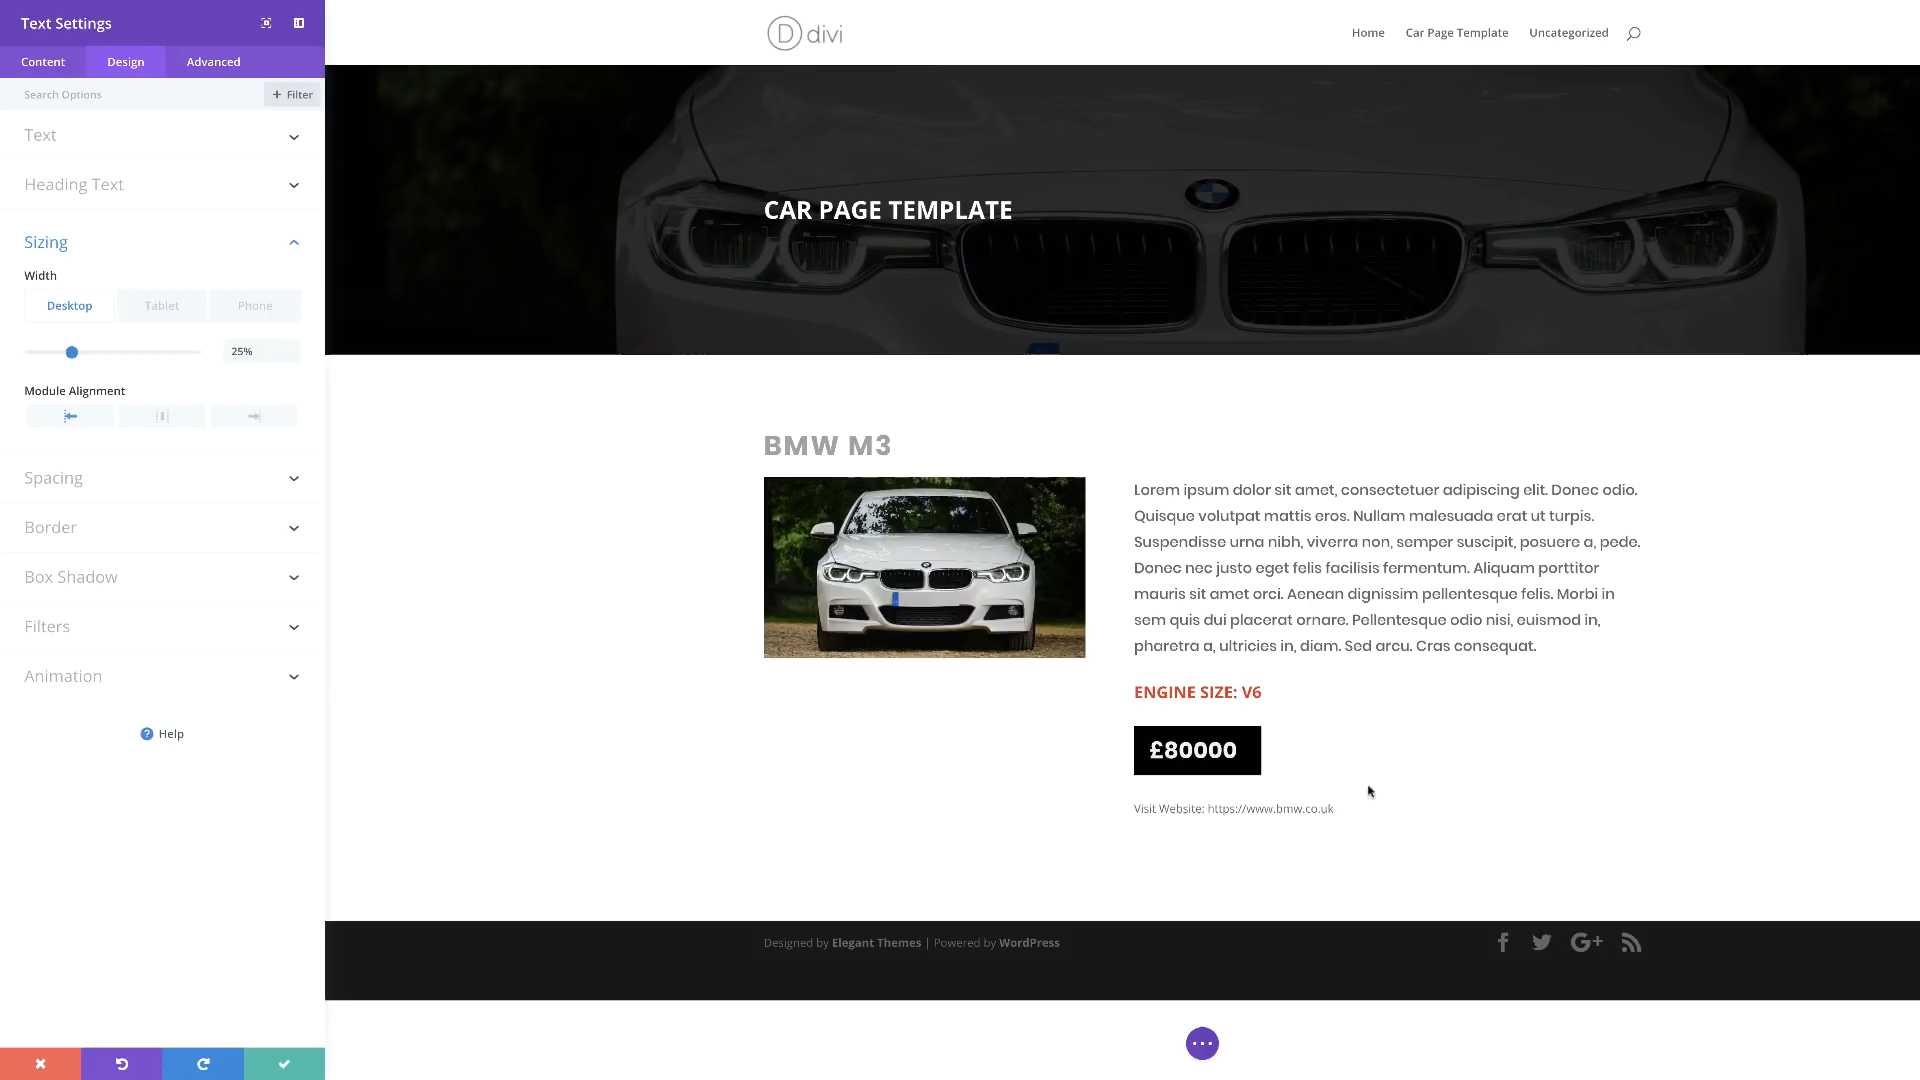 Text Settings
Content Design Advanced
Search Options
+ Filter
Text
Heading Text
Sizing
Width
Desktop Tablet Phone
25%
Module Alignment
Spacing
Border
Box Shadow
Filters
Animation
? Help
D divi
Home Car Page Template Uncategorized
CAR PAGE TEMPLATE
BMW M3
Lorem ipsum dolor sit amet, consectetuer adipiscing elit. Donec odio.
Quisque volutpat mattis eros. Nullam malesuada erat ut turpis.
Suspendisse urna nibh, viverra non, semper suscipit, posuere a, pede.
Donec nec justo eget felis facilisis fermentum. Aliquam porttitor
mauris sit amet orci. Aenean dignissim pellentesque felis. Morbi in
sem quis dui placerat ornare. Pellentesque odio nisi, euismod in,
pharetra a, ultricies in, diam. Sed arcu. Cras consequat.
ENGINE SIZE: V6
£80000
Visit Website: https://www.bmw.co.uk
Designed by Elegant Themes | Powered by WordPress
G+